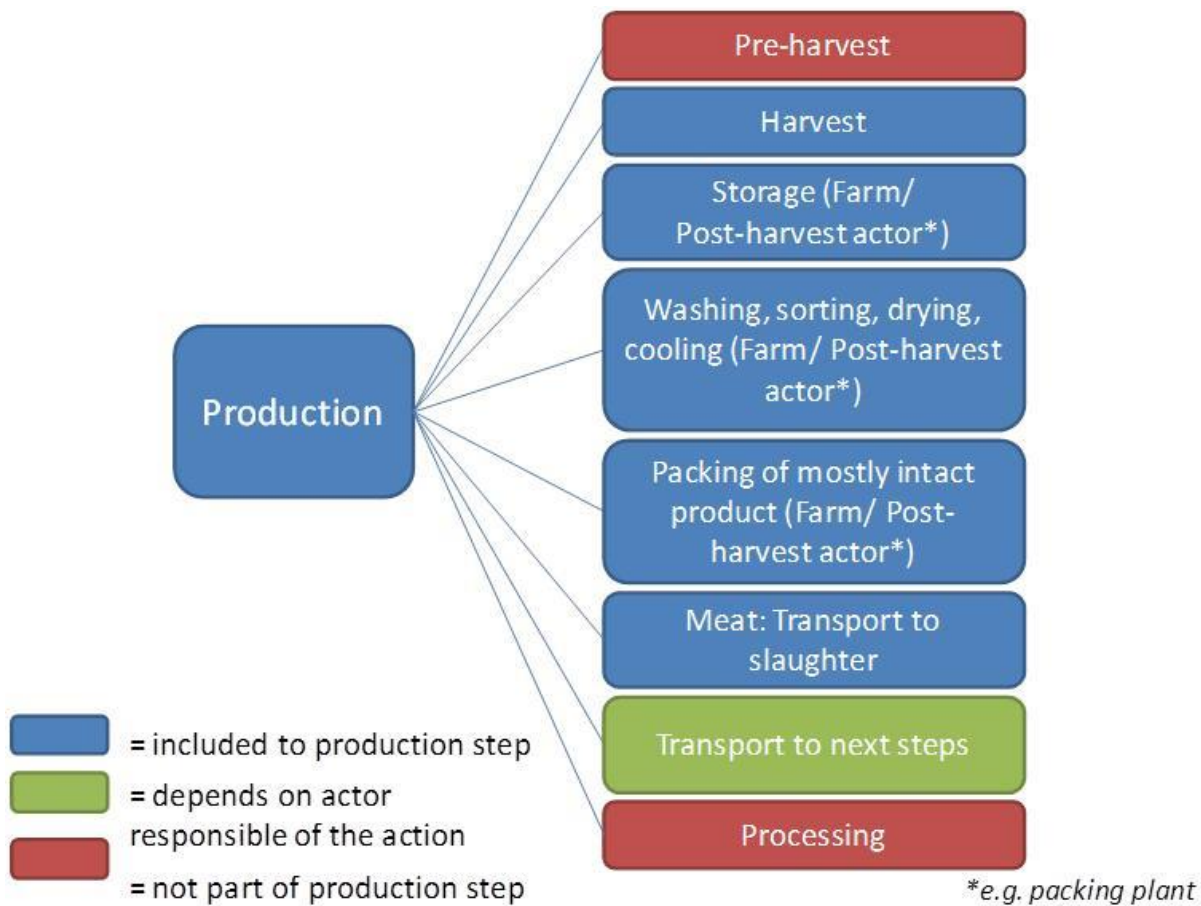 Pre-harvest
Harvest
Storage (Farm/
Post-harvest actor*)
Washing, sorting, drying,
cooling (Farm/ Post-harvest
actor*)
Production
Packing of mostly intact
product (Farm/ Post-
harvest actor*)
Meat: Transport to
slaughter
Transport to next steps
Processing
= included to production step
= depends on actor
responsible of the action
= not part of production step
*e.g. packing plant